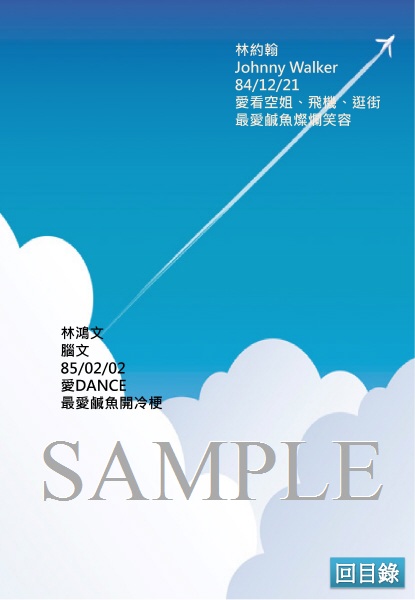 林約翰
Johnny Walker
84/12/21
愛看空姐、飛機、逛街
最愛鹹魚燦爛笑容
林鴻文
腦文
85/02/02
愛DANCE
最愛鹹魚開冷梗
SAMPLE
回目錄